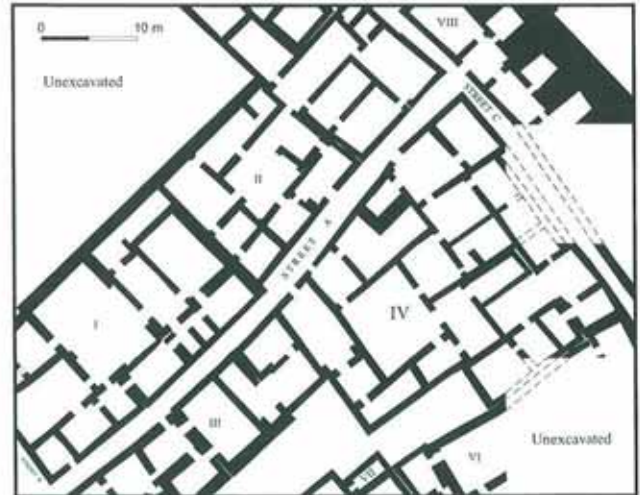 0 10 m
VIII
Unexcavated
STREET C
II
STREET A
IV
I
III
Unexcavated
VI
VII